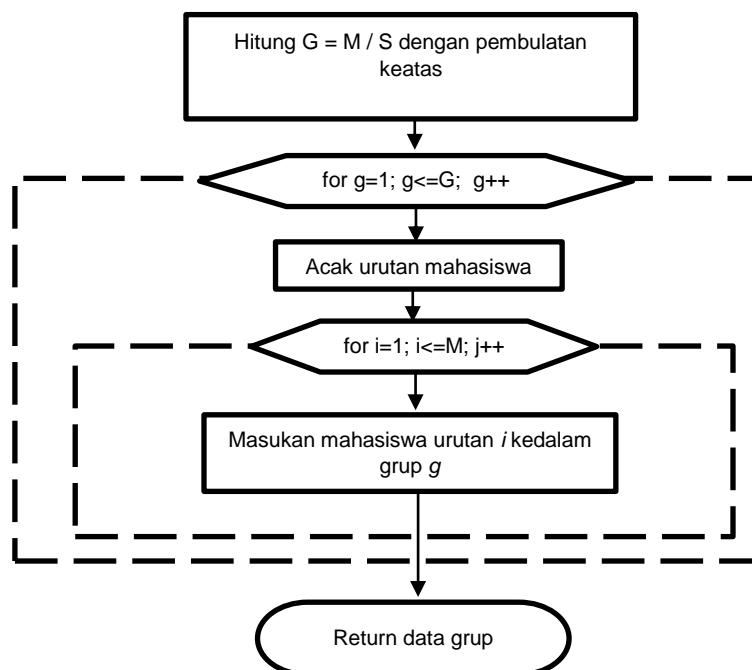 Hitung G = M / S dengan pembulatan
keatas
for g=1; g<=G; g++
Acak urutan mahasiswa
for i=1; i<=M; j++
Masukan mahasiswa urutan i kedalam
grup g
Return data grup